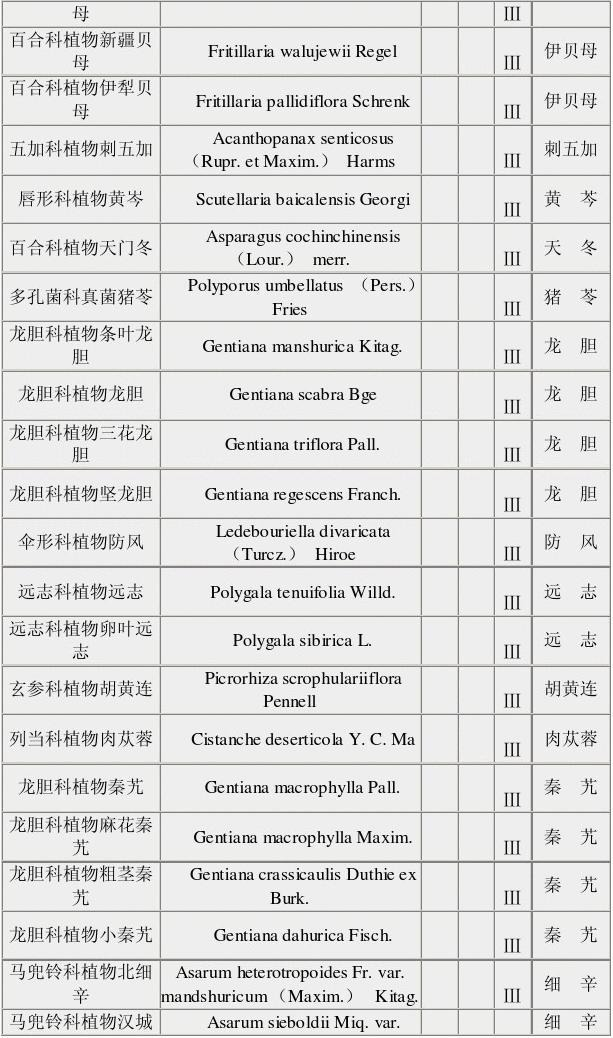 母 III
百合科植物新疆贝
母 Fritillaria walujewii Regel III 伊贝母
百合科植物伊犁贝
母 Fritillaria pallidiflora Schrenk III 伊贝母
五加科植物刺五加 Acanthopanax senticosus
（Rupr. et Maxim.） Harms III 刺五加
唇形科植物黄岑 Scutellaria baicalensis Georgi III 黄 芩
百合科植物天门冬 Asparagus cochinchinensis
（Lour.） merr. III 天 冬
多孔菌科真菌猪苓 Polyporus umbellatus （Pers.）
Fries III 猪 苓
龙胆科植物条叶龙
胆 Gentiana manshurica Kitag. III 龙 胆
龙胆科植物龙胆 Gentiana scabra Bge III 龙 胆
龙胆科植物三花龙
胆 Gentiana triflora Pall. III 龙 胆
龙胆科植物坚龙胆 Gentiana regescens Franch. III 龙 胆
伞形科植物防风 Ledebouriella divaricata
（Turcz.） Hiroe III 防 风
远志科植物远志 Polygala tenuifolia Willd. III 远 志
远志科植物卵叶远
志 Polygala sibirica L. III 远 志
玄参科植物胡黄连 Picrorhiza scrophulariiflora
Pennell III 胡黄连
列当科植物肉苁蓉 Cistanche deserticola Y. C. Ma III 肉苁蓉
龙胆科植物秦艽 Gentiana macrophylla Pall. III 秦 艽
龙胆科植物麻花秦
艽 Gentiana macrophylla Maxim. III 秦 艽
龙胆科植物粗茎秦
艽 Gentiana crassicaulis Duthie ex
Burk. III 秦 艽
龙胆科植物小秦艽 Gentiana dahurica Fisch. III 秦 艽
马兜铃科植物北细
辛 Asarum heterotropoides Fr. var.
mandshuricum（Maxim.） Kitag. III 细 辛
马兜铃科植物汉城 Asarum sieboldii Miq. var. 细 辛